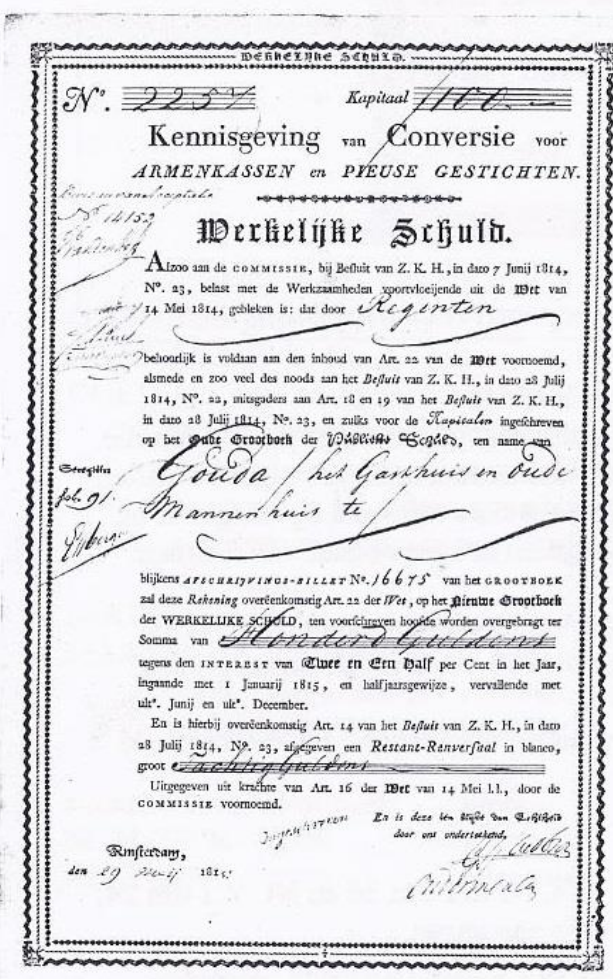 WERKELIJKE SCHULD.
N°. 2257 Kapitaal f 100.—
Kennisgeving van Conversie voor
ARMENKASSEN en PIEUSE GESTICHTEN.
N° 14152
Werkelijke Schuld.
Alzoo aan de COMMISSIE, bij Besluit van Z. K. H., in dato 7 Junij 1814,
N°. 23, belast met de Werkzaamheden voortvloeijende uit de Wet van
14 Mei 1814, gebleken is: dat door Regenten
behoorlijk is voldaan aan den inhoud van Art. 22 van de Wet voornoemd,
alsmede en zoo veel des noods aan het Besluit van Z. K. H., in dato 28 Julij
1814, N°. 22, mitsgaders aan Art. 18 en 19 van het Besluit van Z. K. H.,
in dato 28 Julij 1814, N°. 23, en zulks voor de Kapitalen ingeschreven
op het Oude Grootboek der Publieke Schuld, ten name van
Gouda / het Gasthuis en oude
Mannenhuis te /
fol. 91.
blijkens AFSCHRIJVINGS-BILLET N°. 16675 van het GROOTBOEK
zal deze Rekening overéenkomstig Art. 22 der Wet, op het Nieuwe Grootboek
der WERKELIJKE SCHULD, ten voorschreven hoofde worden overgebragt ter
Somma van Honderd Guldens
tegens den INTEREST van Twee en Een Half per Cent in het Jaar,
ingaande met 1 Januarij 1815, en halfjaarsgewijze, vervallende met
ult°. Junij en ult°. December.
En is hierbij overéenkomstig Art. 14 van het Besluit van Z. K. H., in dato
28 Julij 1814, N°. 23, afgegeven een Restant-Renversaal in blanco,
groot Tachtig Guldens
Uitgegeven uit krachte van Art. 16 der Wet van 14 Mei l.l., door de
COMMISSIE voornoemd.
Ingeschreven
En is deze ten blijke van Echtheid
door ons onderteekend,
Amsterdam,
den 29 1815